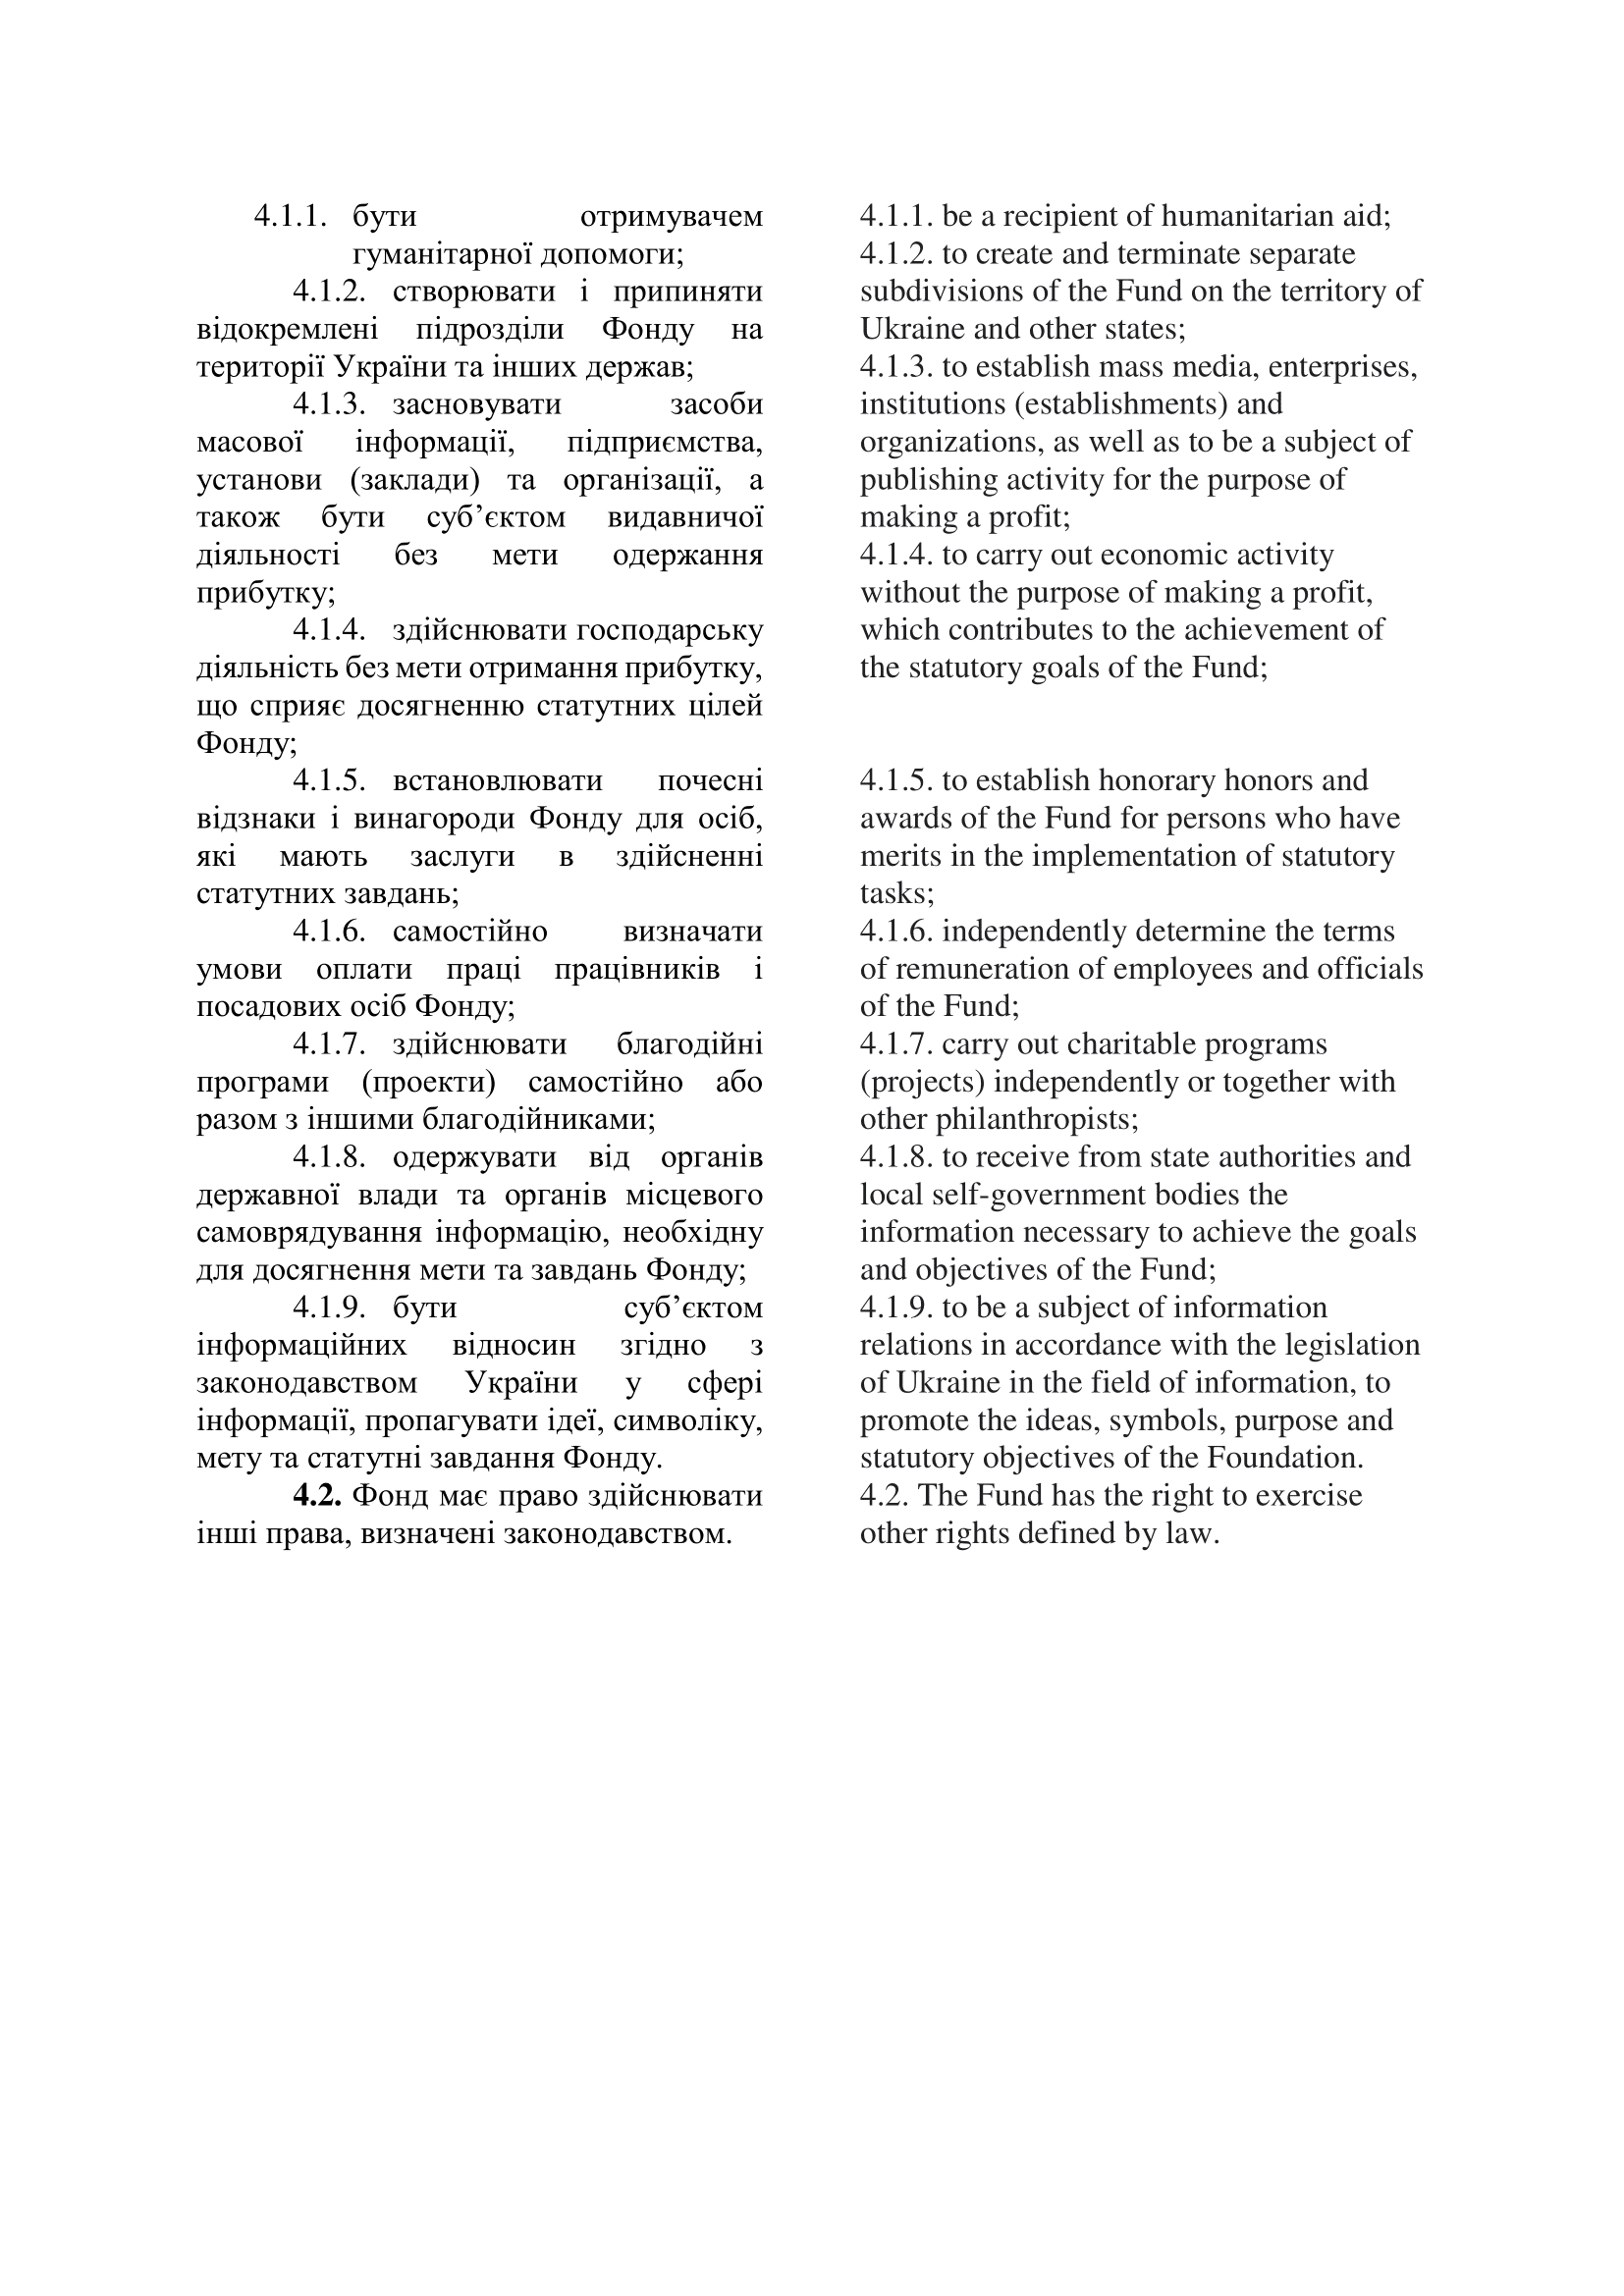 4.1.1. бути отримувачем
гуманітарної допомоги;
4.1.2. створювати і припиняти
відокремлені підрозділи Фонду на
території України та інших держав;
4.1.3. засновувати засоби
масової інформації, підприємства,
установи (заклади) та організації, а
також бути суб’єктом видавничої
діяльності без мети одержання
прибутку;
4.1.4. здійснювати господарську
діяльність без мети отримання прибутку,
що сприяє досягненню статутних цілей
Фонду;
4.1.5. встановлювати почесні
відзнаки і винагороди Фонду для осіб,
які мають заслуги в здійсненні
статутних завдань;
4.1.6. самостійно визначати
умови оплати праці працівників і
посадових осіб Фонду;
4.1.7. здійснювати благодійні
програми (проекти) самостійно або
разом з іншими благодійниками;
4.1.8. одержувати від органів
державної влади та органів місцевого
самоврядування інформацію, необхідну
для досягнення мети та завдань Фонду;
4.1.9. бути суб’єктом
інформаційних відносин згідно з
законодавством України у сфері
інформації, пропагувати ідеї, символіку,
мету та статутні завдання Фонду.
4.2. Фонд має право здійснювати
інші права, визначені законодавством.
4.1.1. be a recipient of humanitarian aid;
4.1.2. to create and terminate separate
subdivisions of the Fund on the territory of
Ukraine and other states;
4.1.3. to establish mass media, enterprises,
institutions (establishments) and
organizations, as well as to be a subject of
publishing activity for the purpose of
making a profit;
4.1.4. to carry out economic activity
without the purpose of making a profit,
which contributes to the achievement of
the statutory goals of the Fund;
4.1.5. to establish honorary honors and
awards of the Fund for persons who have
merits in the implementation of statutory
tasks;
4.1.6. independently determine the terms
of remuneration of employees and officials
of the Fund;
4.1.7. carry out charitable programs
(projects) independently or together with
other philanthropists;
4.1.8. to receive from state authorities and
local self-government bodies the
information necessary to achieve the goals
and objectives of the Fund;
4.1.9. to be a subject of information
relations in accordance with the legislation
of Ukraine in the field of information, to
promote the ideas, symbols, purpose and
statutory objectives of the Foundation.
4.2. The Fund has the right to exercise
other rights defined by law.